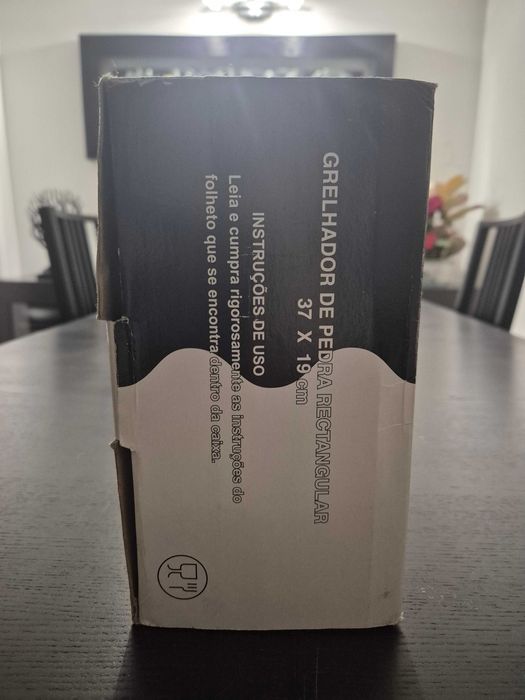 GRELHADOR DE PEDRA RECTANGULAR
37 X 19 cm
INSTRUÇÕES DE USO
Leia e cumpra rigorosamente as instruções do
folheto que se encontra dentro da caixa.